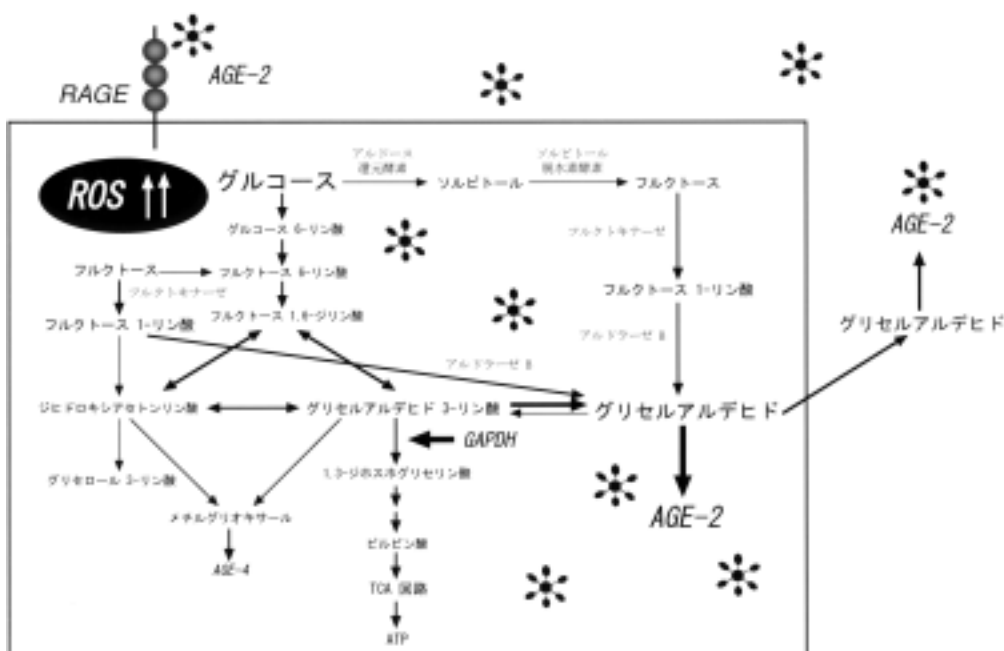 AGE-2
RAGE
ROS ↑↑
グルコース
アルドース
還元酵素
ソルビトール
ソルビトール
脱水素酵素
フルクトース
グルコース 6-リン酸
フルクトース
フルクトース 6-リン酸
フルクトキナーゼ
フルクトキナーゼ
フルクトース 1-リン酸
フルクトース 1,6-ジリン酸
フルクトース 1-リン酸
アルドラーゼ B
アルドラーゼ B
ジヒドロキシアセトンリン酸
グリセルアルデヒド 3-リン酸
グリセルアルデヒド
グリセルアルデヒド
AGE-2
GAPDH
グリセロール 3-リン酸
1,3-ジホスホグリセリン酸
メチルグリオキサール
AGE-4
ピルビン酸
TCA 回路
ATP
AGE-2